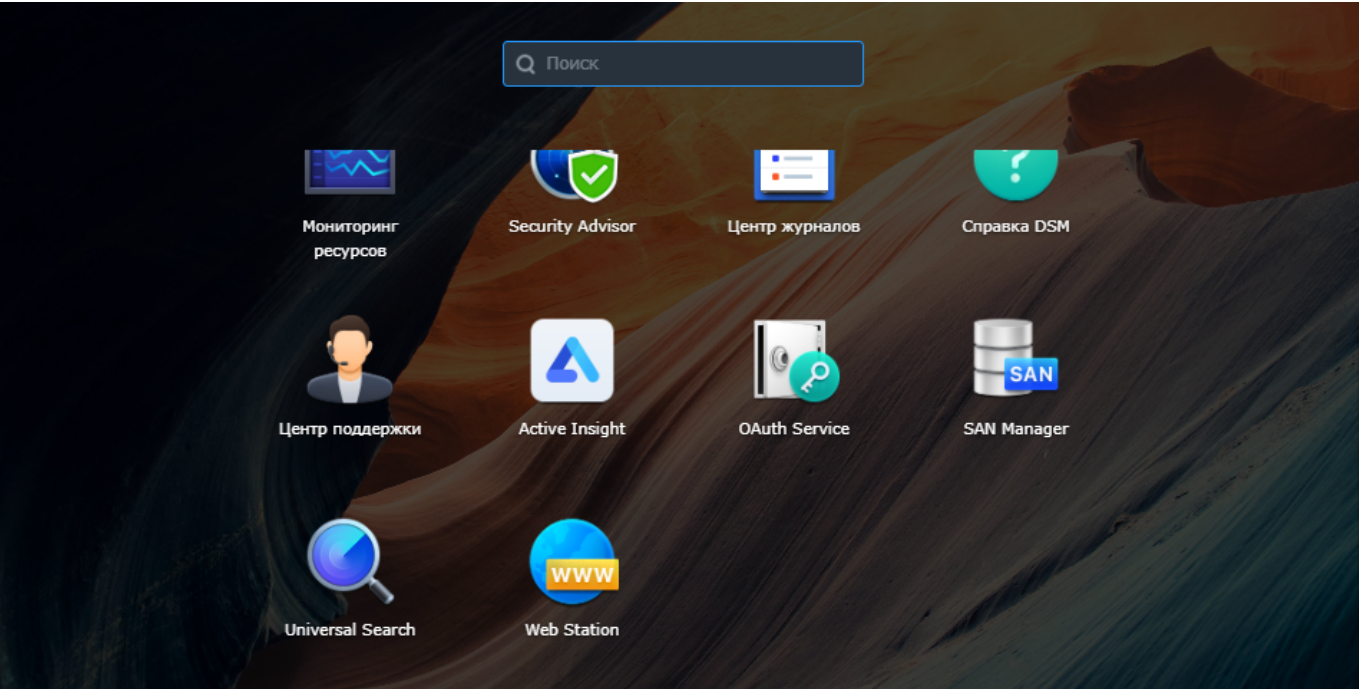 Поиск
Мониторинг
ресурсов
Security Advisor
Центр журналов
Справка DSM
SAN
Центр поддержки
Active Insight
OAuth Service
SAN Manager
www
Universal Search
Web Station